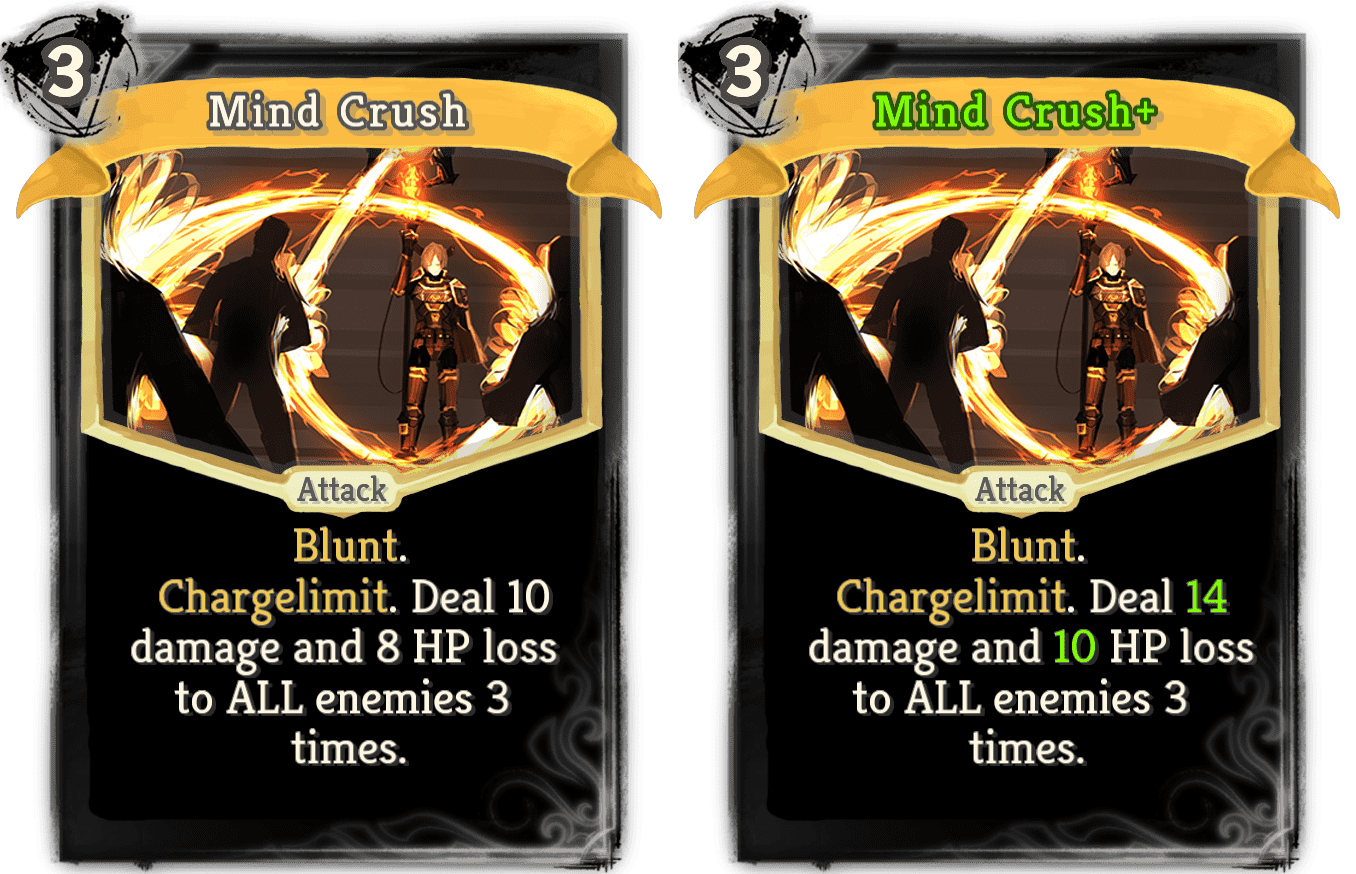 3
Mind Crush
Attack
Blunt.
Chargelimit. Deal 10
damage and 8 HP loss
to ALL enemies 3
times.
3
Mind Crush+
Attack
Blunt.
Chargelimit. Deal 14
damage and 10 HP loss
to ALL enemies 3
times.